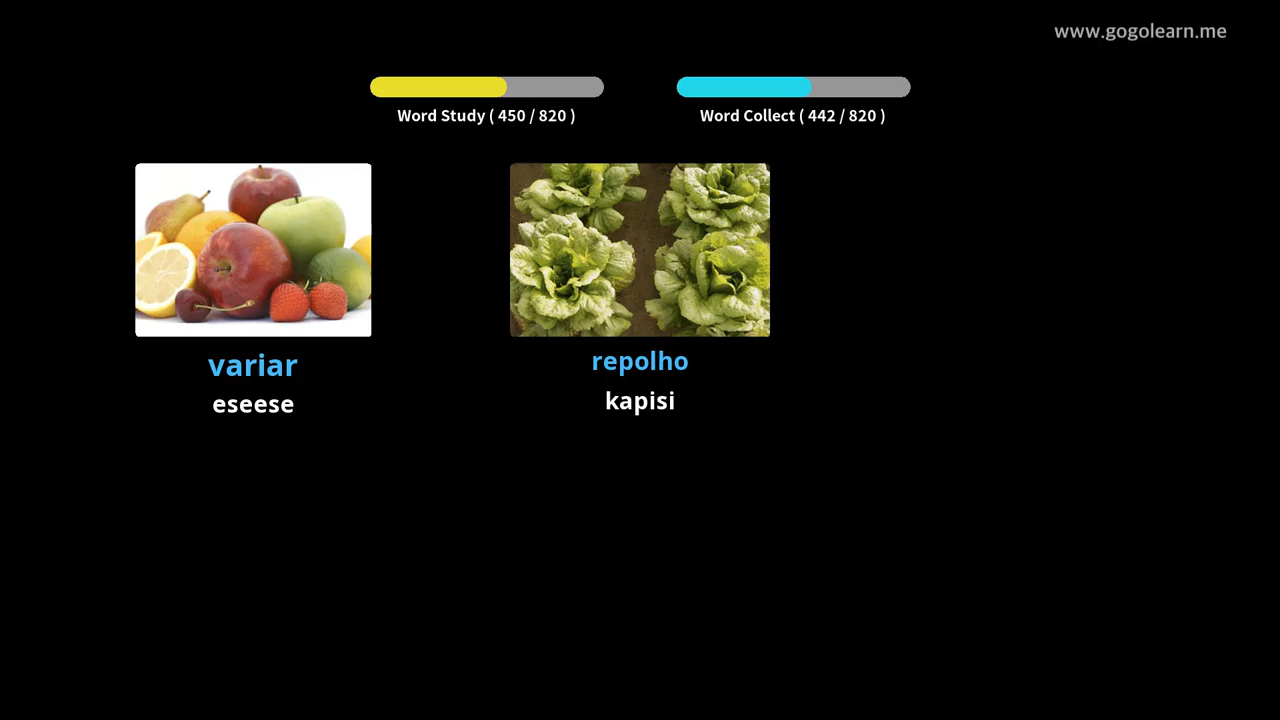 www.gogolearn.me
Word Study ( 450 / 820 )
Word Collect ( 442 / 820 )
variar
eseese
repolho
kapisi